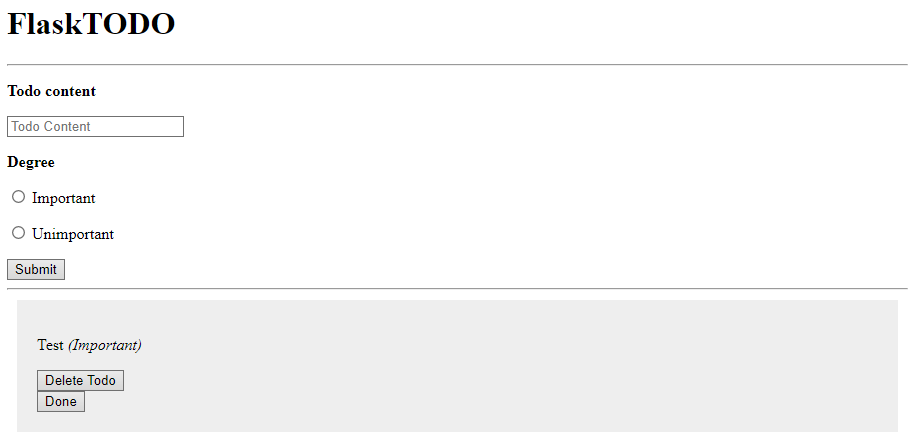 FlaskTODO
Todo content
Todo Content
Degree
Important
Unimportant
Submit
Test (Important)
Delete Todo
Done